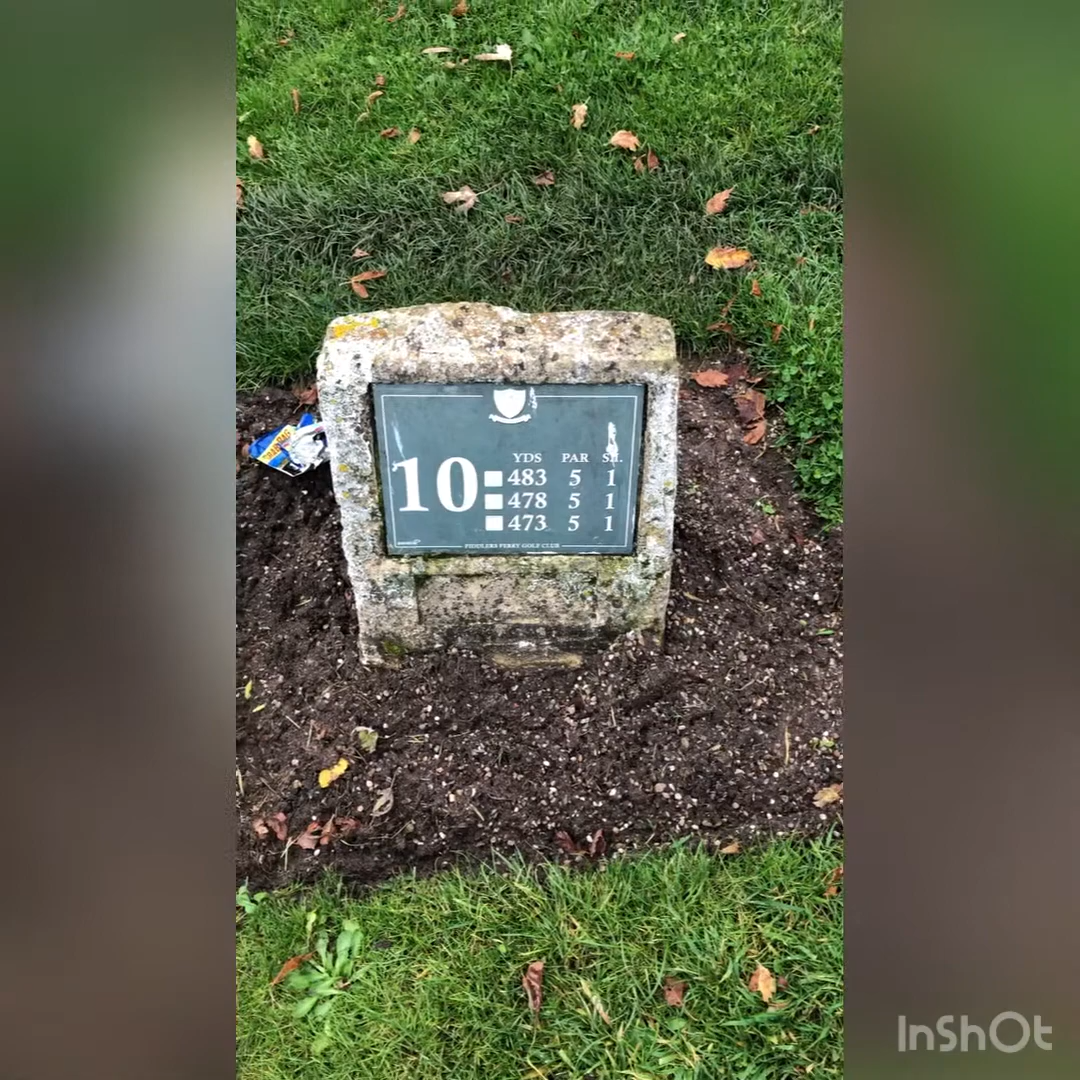 YDS PAR S.I.
10 483 5 1
478 5 1
473 5 1
FIDDLERS FERRY GOLF CLUB
InShOt